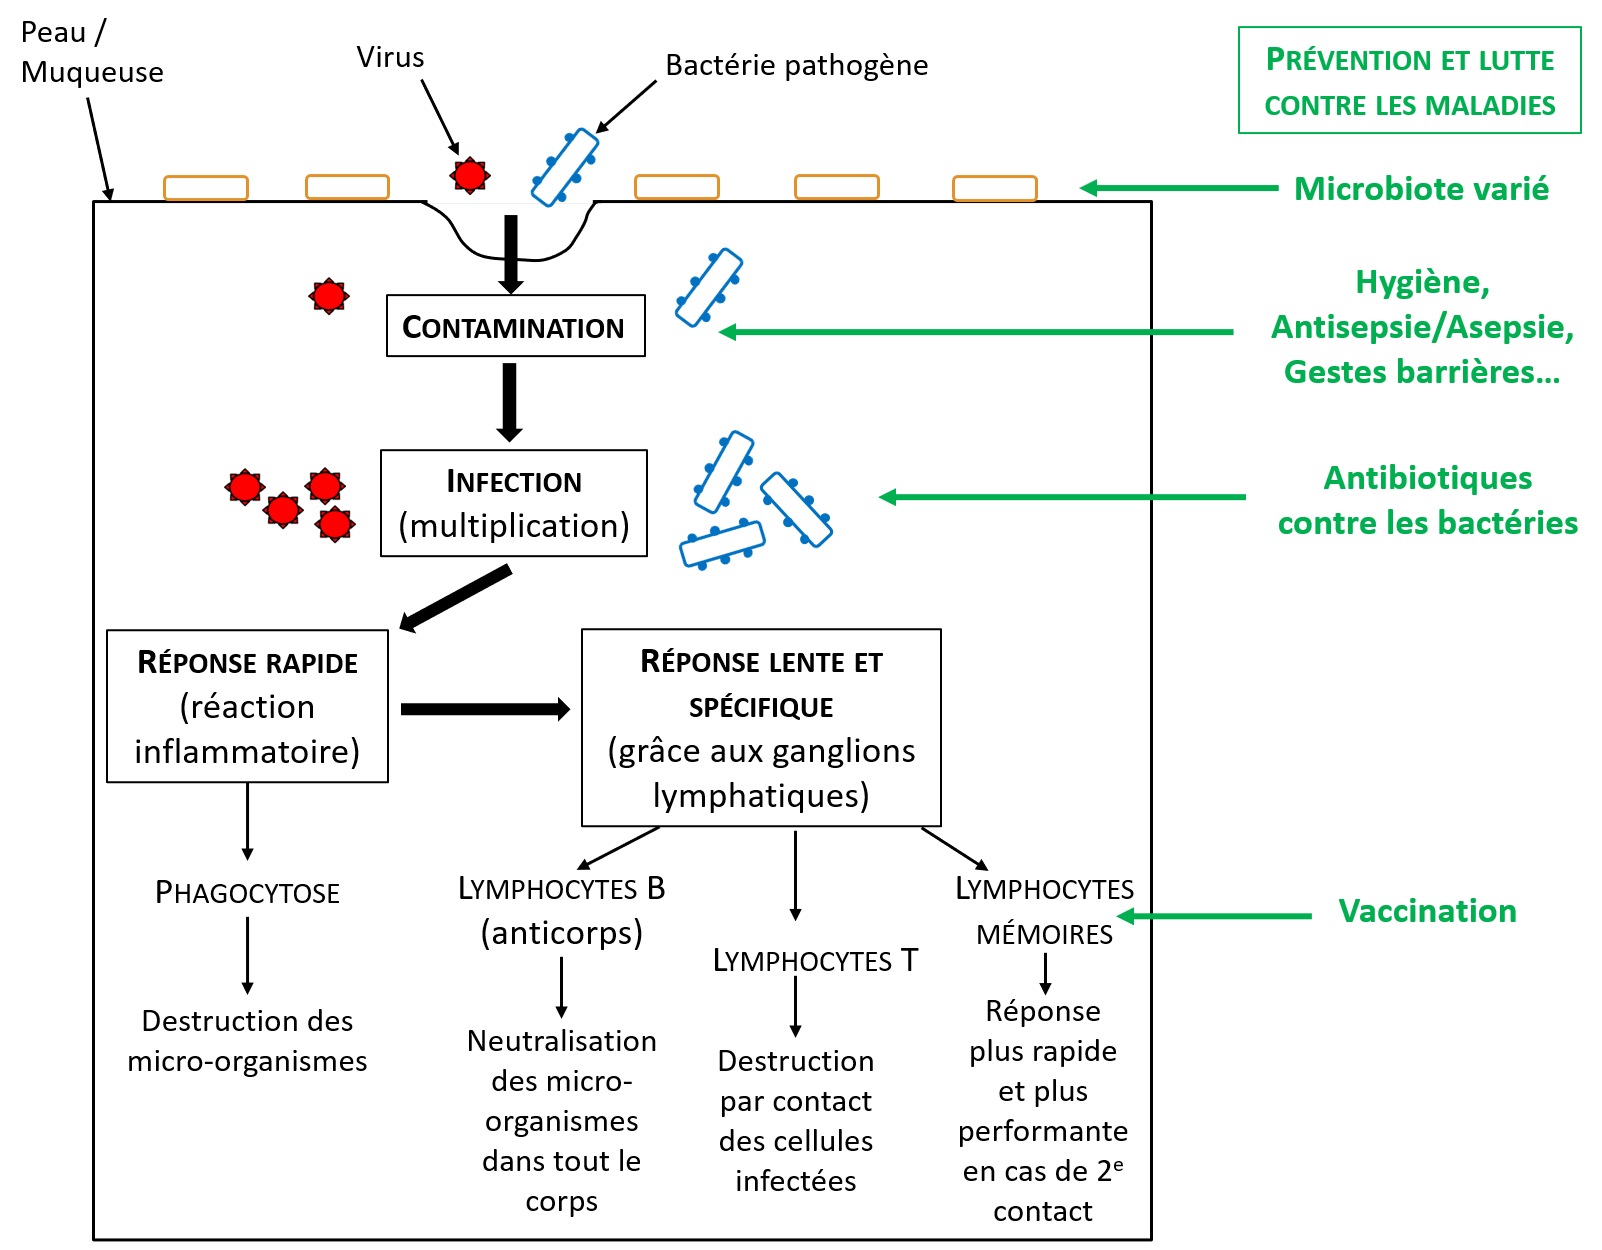 Peau /
Muqueuse
Virus
Bactérie pathogène
PRÉVENTION ET LUTTE
CONTRE LES MALADIES
Microbiote varié
Hygiène,
Antisepsie/Asepsie,
Gestes barrières...
CONTAMINATION
INFECTION
(multiplication)
Antibiotiques
contre les bactéries
RÉPONSE RAPIDE
(réaction
inflammatoire)
RÉPONSE LENTE ET
SPÉCIFIQUE
(grâce aux ganglions
lymphatiques)
PHAGOCYTOSE
Destruction des
micro-organismes
LYMPHOCYTES B
(anticorps)
Neutralisation
des micro-
organismes
dans tout le
corps
LYMPHOCYTES T
Destruction
par contact
des cellules
infectées
LYMPHOCYTES
MÉMOIRES
Réponse
plus rapide
et plus
performante
en cas de 2e
contact
Vaccination